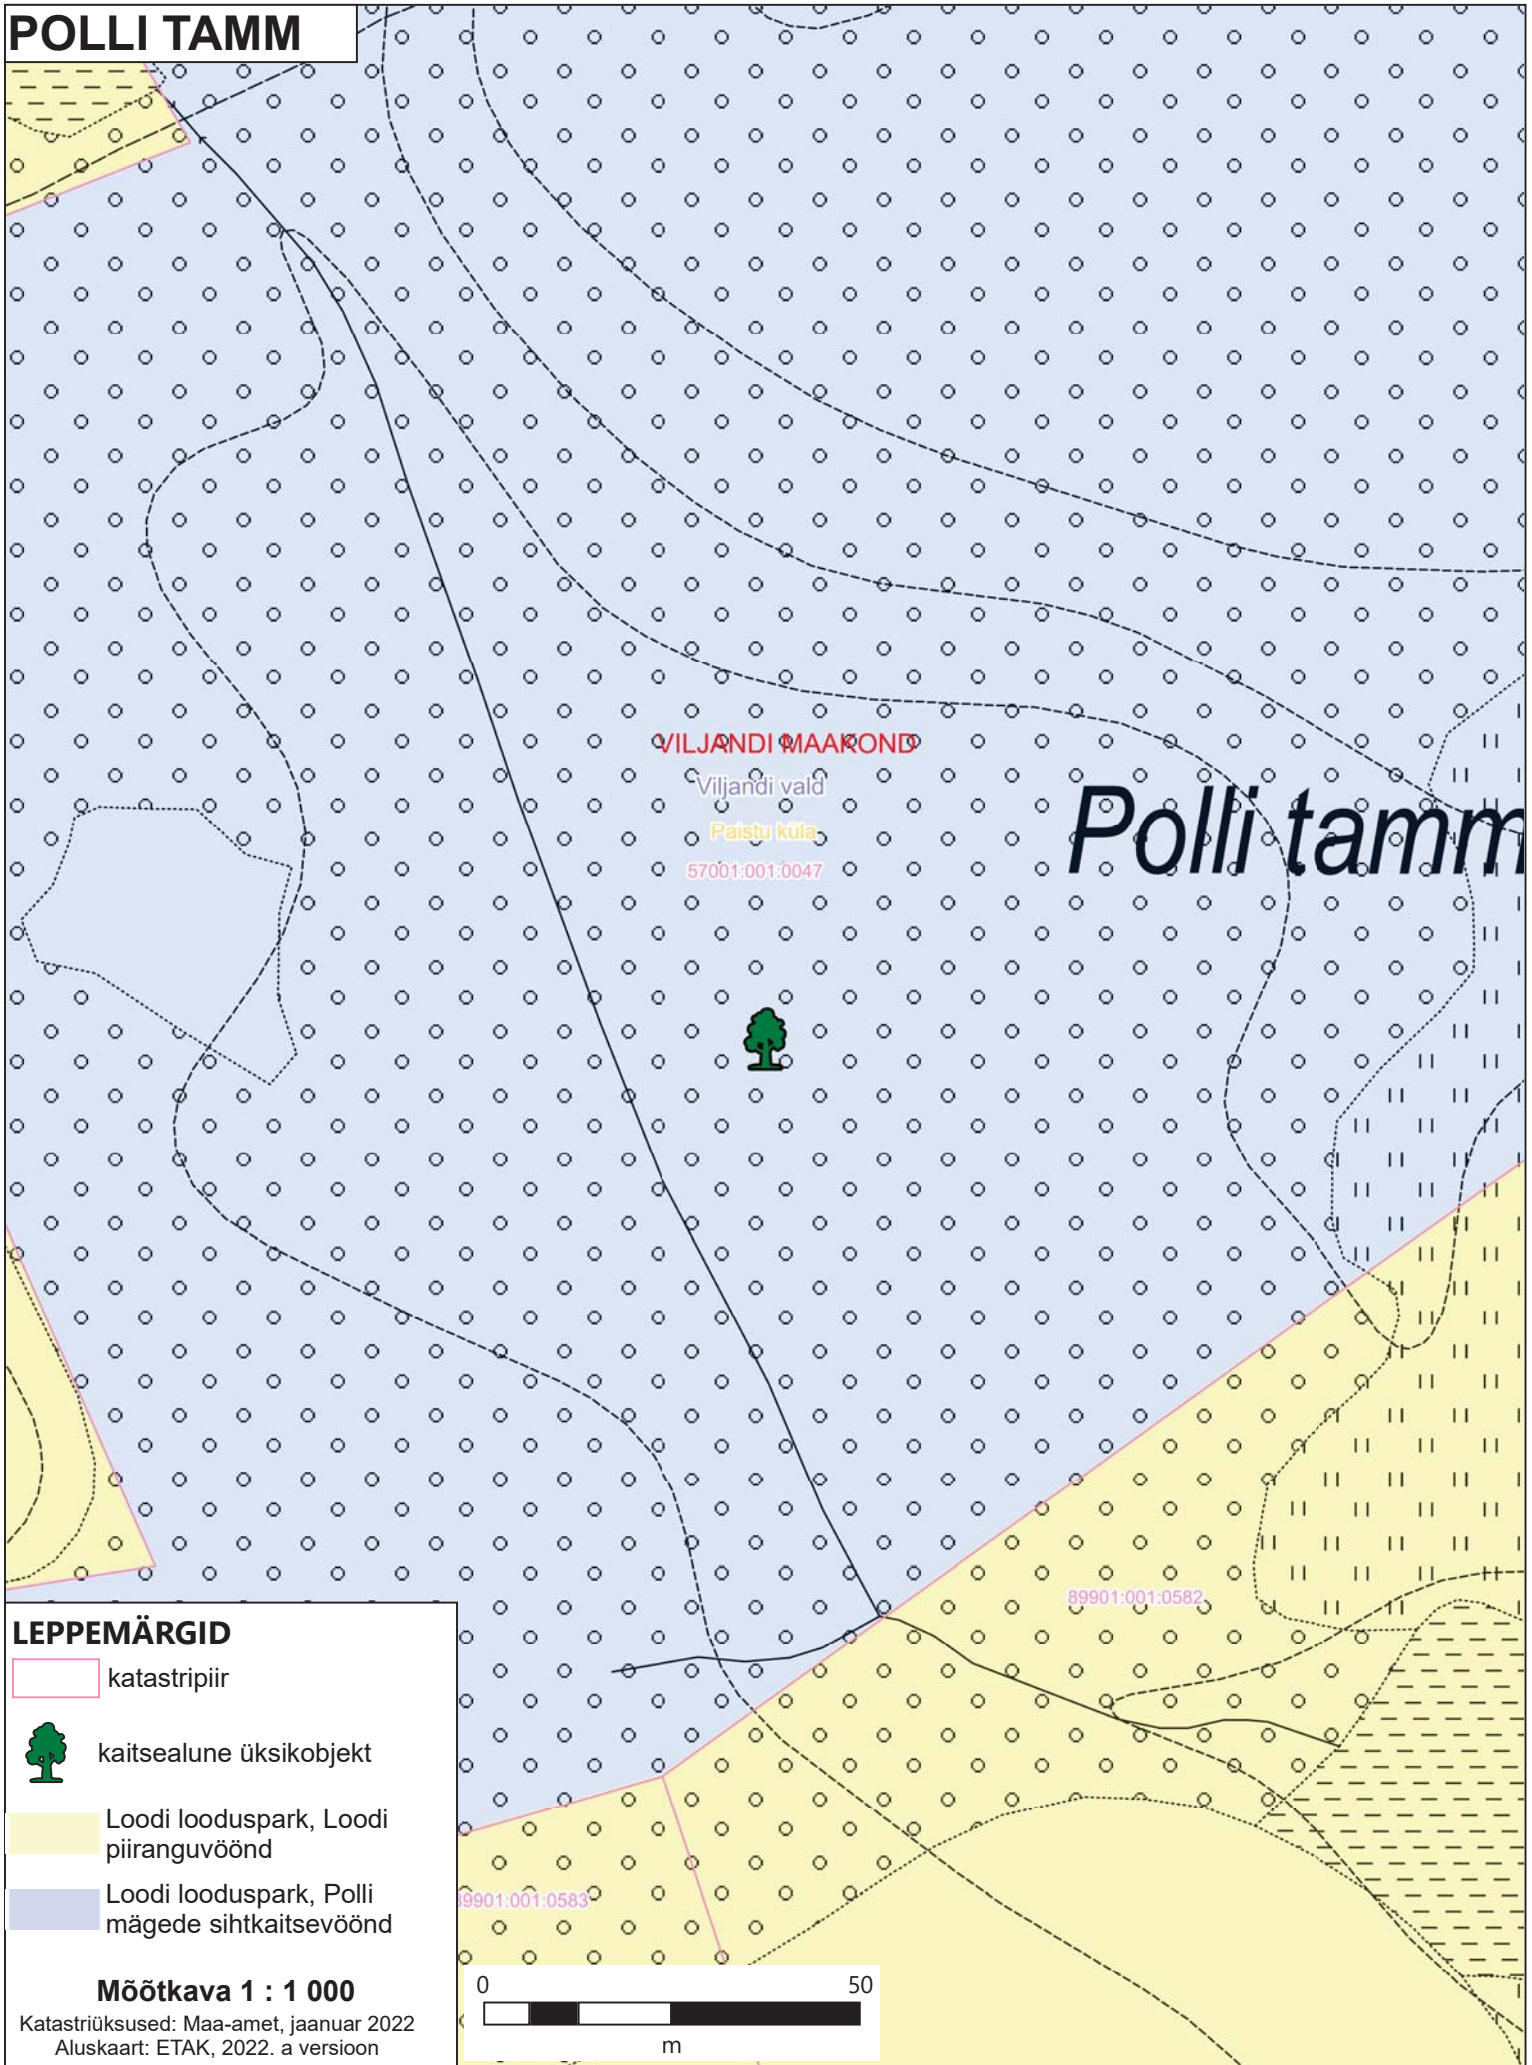 POLLI TAMM
VILJANDI MAAKOND
Viljandi vald
Paistu küla
57001:001:0047
Polli tamm
89901:001:0582
LEPPEMÄRGID
katastripiir
kaitsealune üksikobjekt
Loodi looduspark, Loodi
piiranguvöönd
Loodi looduspark, Polli
mägede sihtkaitsevöönd
Mõõtkava 1 : 1 000
Katastriüksused: Maa-amet, jaanuar 2022
Aluskaart: ETAK, 2022. a versioon
39901:001:0583
0 50
m